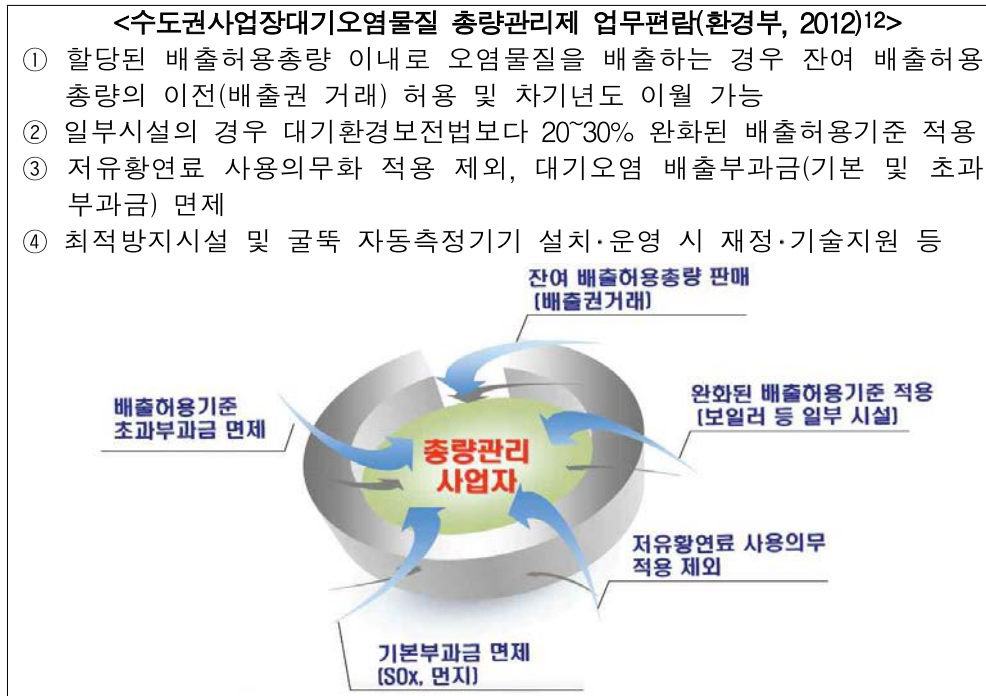 <수도권사업장대기오염물질 총량관리제 업무편람(환경부, 2012)12>
① 할당된 배출허용총량 이내로 오염물질을 배출하는 경우 잔여 배출허용
총량의 이전(배출권 거래) 허용 및 차기년도 이월 가능
② 일부시설의 경우 대기환경보전법보다 20~30% 완화된 배출허용기준 적용
③ 저유황연료 사용의무화 적용 제외, 대기오염 배출부과금(기본 및 초과
부과금) 면제
④ 최적방지시설 및 굴뚝 자동측정기기 설치·운영 시 재정·기술지원 등
잔여 배출허용총량 판매
(배출권거래)
배출허용기준
초과부과금 면제
완화된 배출허용기준 적용
(보일러 등 일부 시설)
총량관리
사업자
저유황연료 사용의무
적용 제외
기본부과금 면제
(SOx, 먼지)